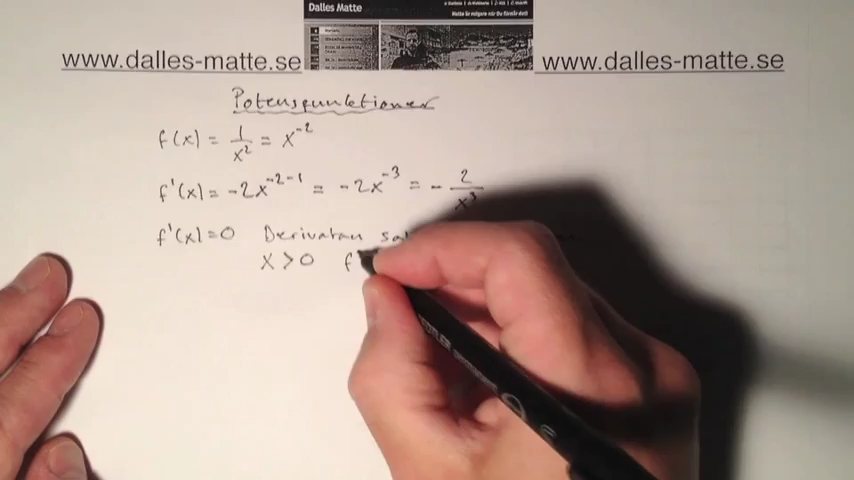 Dalles Matte
www.dalles-matte.se www.dalles-matte.se
Potensfunktioner
f(x) = 1/x² = x⁻²
f'(x) = -2x⁻²⁻¹ = -2x⁻³ = - 2/x³
f'(x)=0 Derivatan
x>0 f